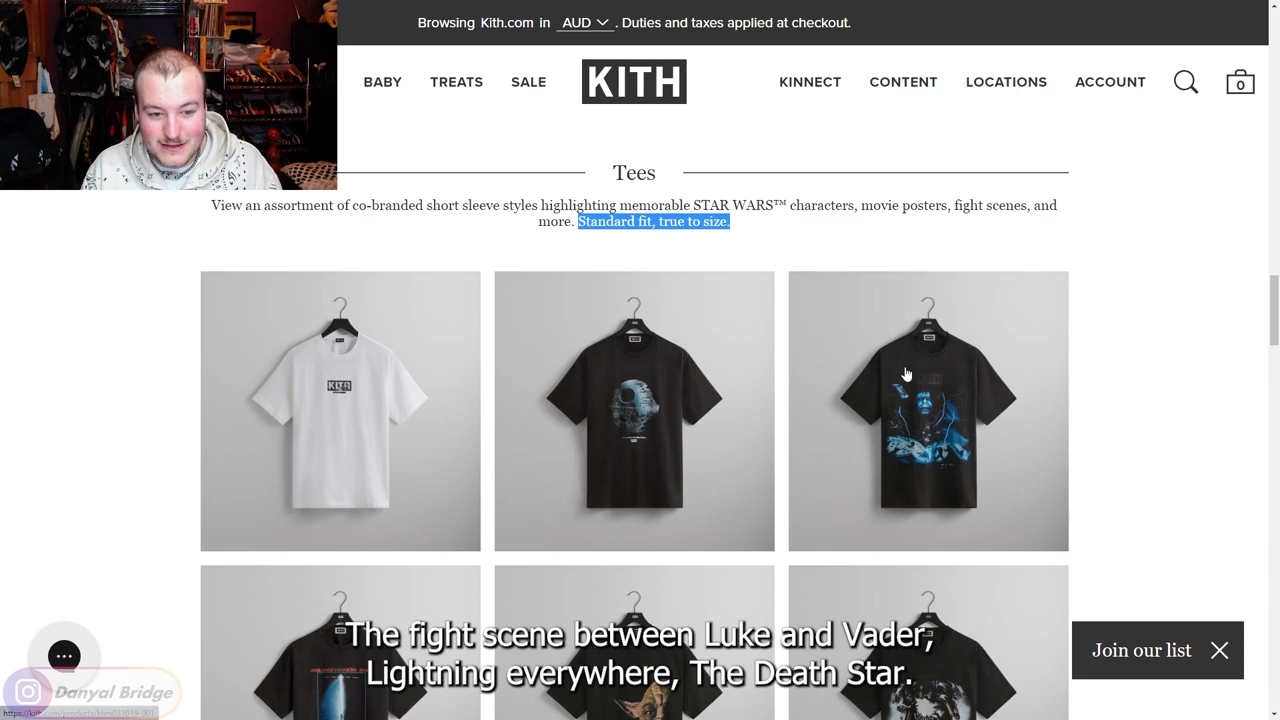 Browsing Kith.com in AUD . Duties and taxes applied at checkout.
BABY TREATS SALE KITH KINNECT CONTENT LOCATIONS ACCOUNT 0
Tees
View an assortment of co-branded short sleeve styles highlighting memorable STAR WARS™ characters, movie posters, fight scenes, and
more. Standard fit, true to size.
KITH
KITH
The fight scene between Luke and Vader,
Lightning everywhere, The Death Star.
Join our list
Danyal Bridge